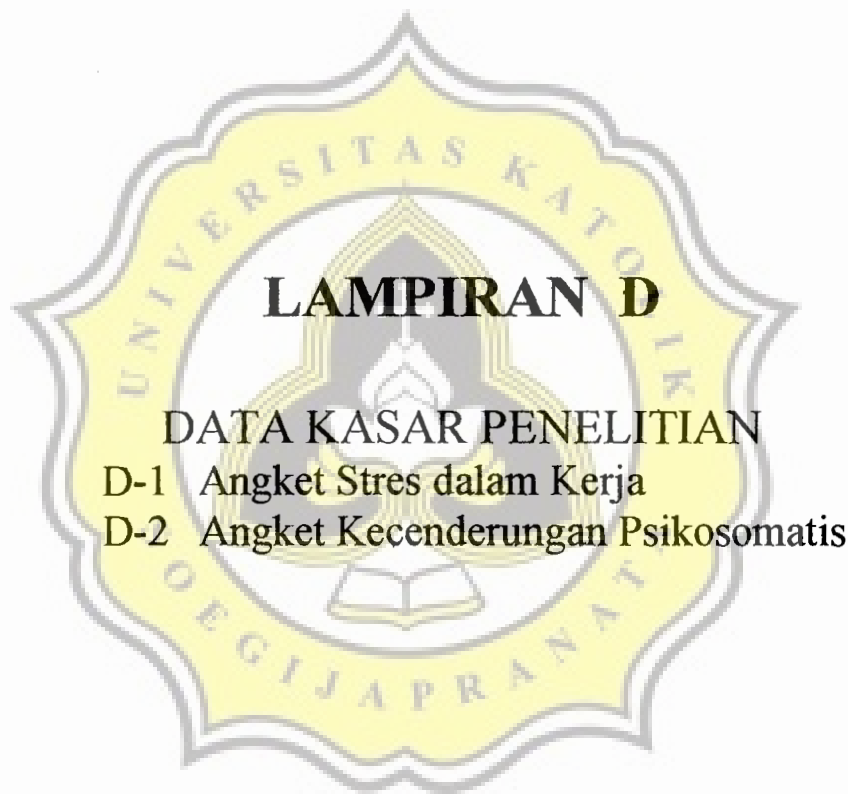 UNIVERSITAS KATOLIK
LAMPIRAN D
DATA KASAR PENELITIAN
D-1 Angket Stres dalam Kerja
D-2 Angket Kecenderungan Psikosomatis
SOEGIJAPRANATA